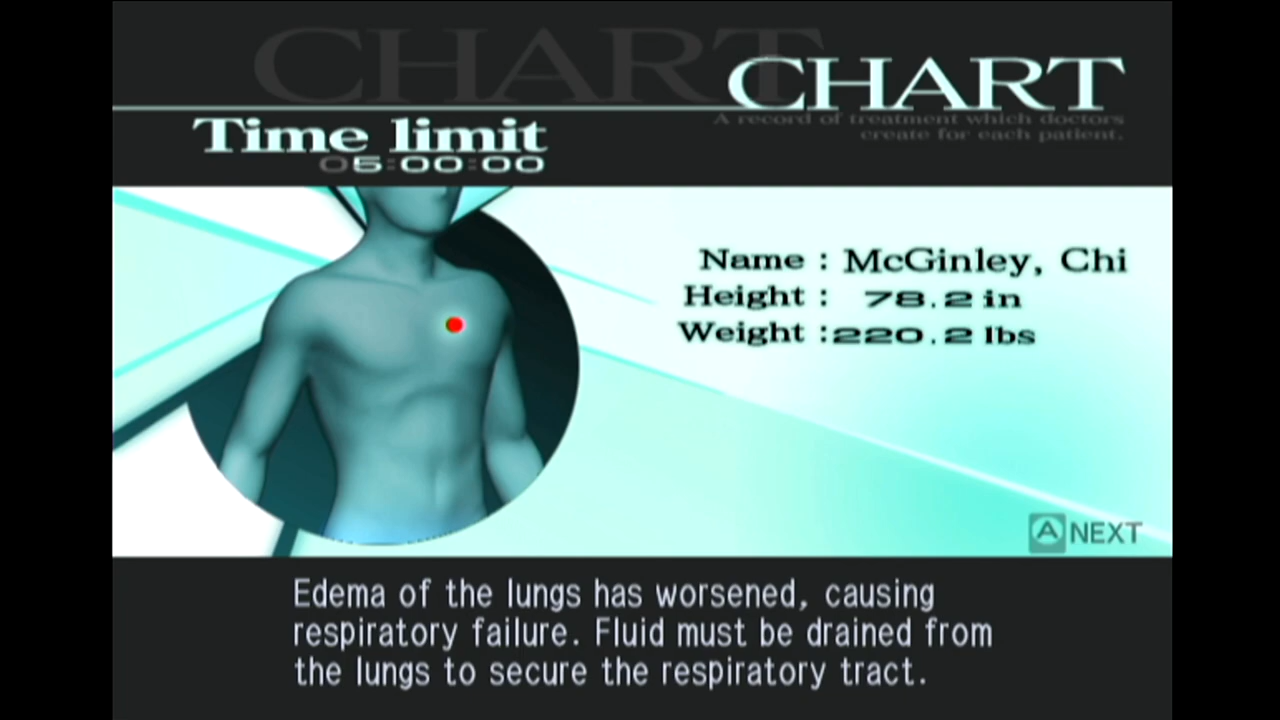 CHART
CHART
A record of treatment which doctors
create for each patient.
Time limit
05:00:00
Name : McGinley, Chi
Height : 78.2 in
Weight : 220.2 lbs
A NEXT
Edema of the lungs has worsened, causing
respiratory failure. Fluid must be drained from
the lungs to secure the respiratory tract.